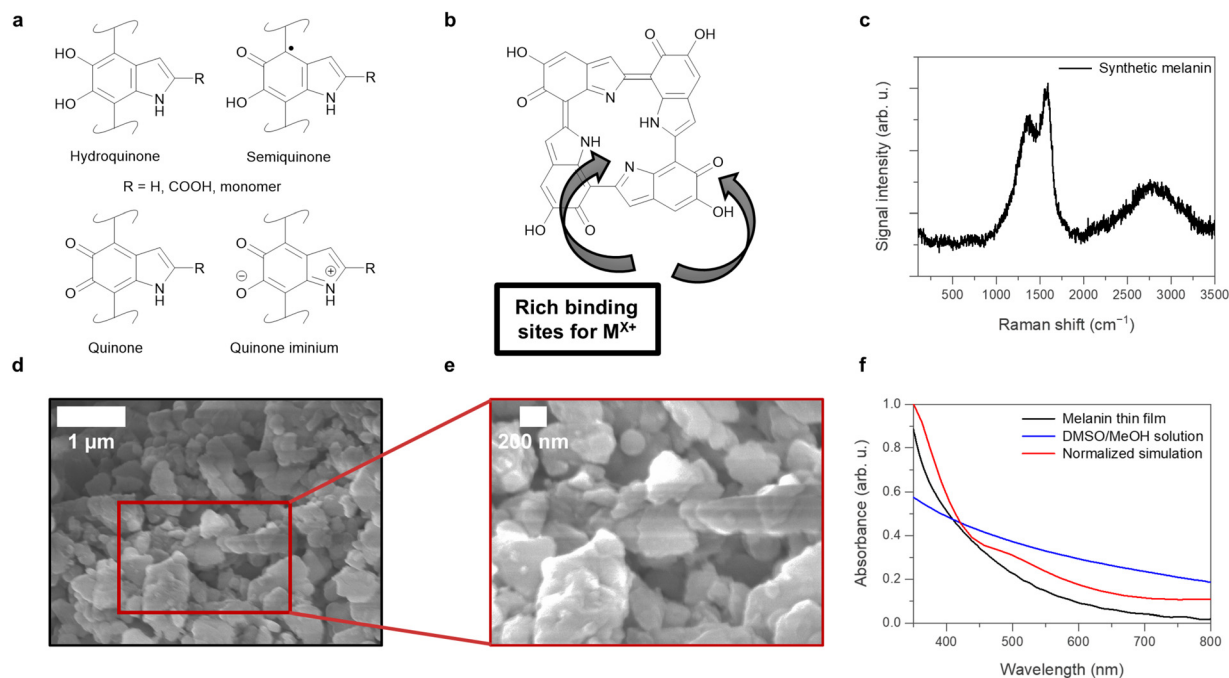 a
HO
HO
N
H
R
Hydroquinone
O
HO
N
H
R
Semiquinone
R = H, COOH, monomer
O
O
N
H
R
Quinone
O
⊖
O
⊕
N
H
R
Quinone iminium
b
HO
O
N
O
OH
O
HN
NH
N
O
OH
HO
O
Rich binding
sites for M^X+
c
Signal intensity (arb. u.)
Synthetic melanin
500 1000 1500 2000 2500 3000 3500
Raman shift (cm⁻¹)
d
1 µm
e
200 nm
f
Absorbance (arb. u.)
1.0
0.8
0.6
0.4
0.2
0.0
Melanin thin film
DMSO/MeOH solution
Normalized simulation
400 500 600 700 800
Wavelength (nm)